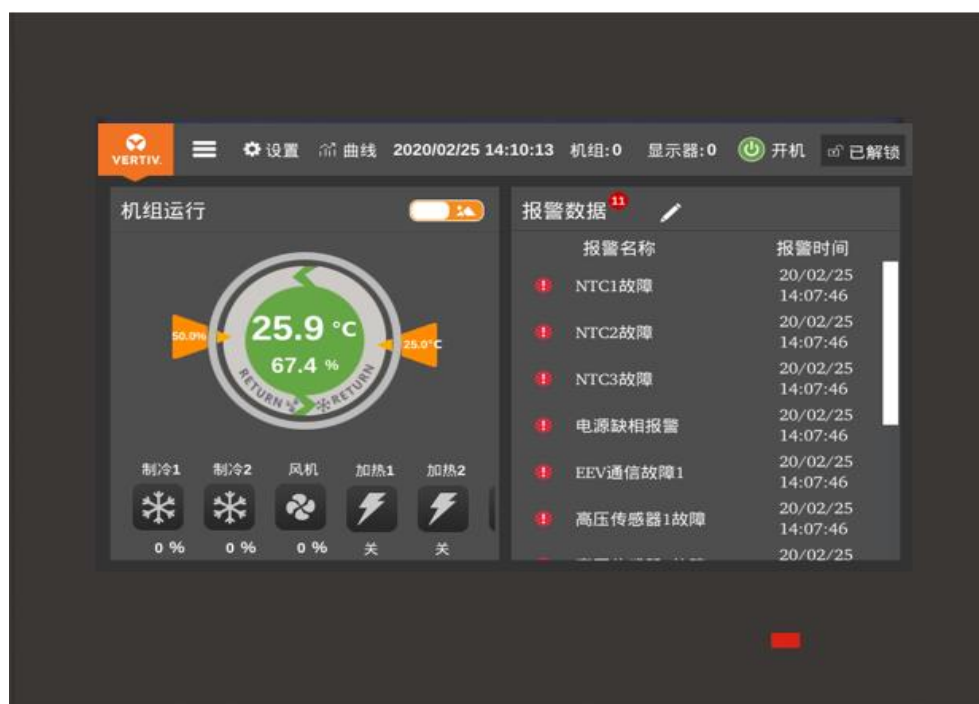 VERTIV.
设置
曲线
2020/02/25 14:10:13
机组:0
显示器:0
开机
已解锁
机组运行
50.0%
25.9 °C
67.4 %
25.0°C
RETURN
RETURN
制冷1
制冷2
风机
加热1
加热2
0 %
0 %
0 %
关
关
报警数据
11
报警名称
报警时间
NTC1故障
20/02/25
14:07:46
NTC2故障
20/02/25
14:07:46
NTC3故障
20/02/25
14:07:46
电源缺相报警
20/02/25
14:07:46
EEV通信故障1
20/02/25
14:07:46
高压传感器1故障
20/02/25
14:07:46
20/02/25